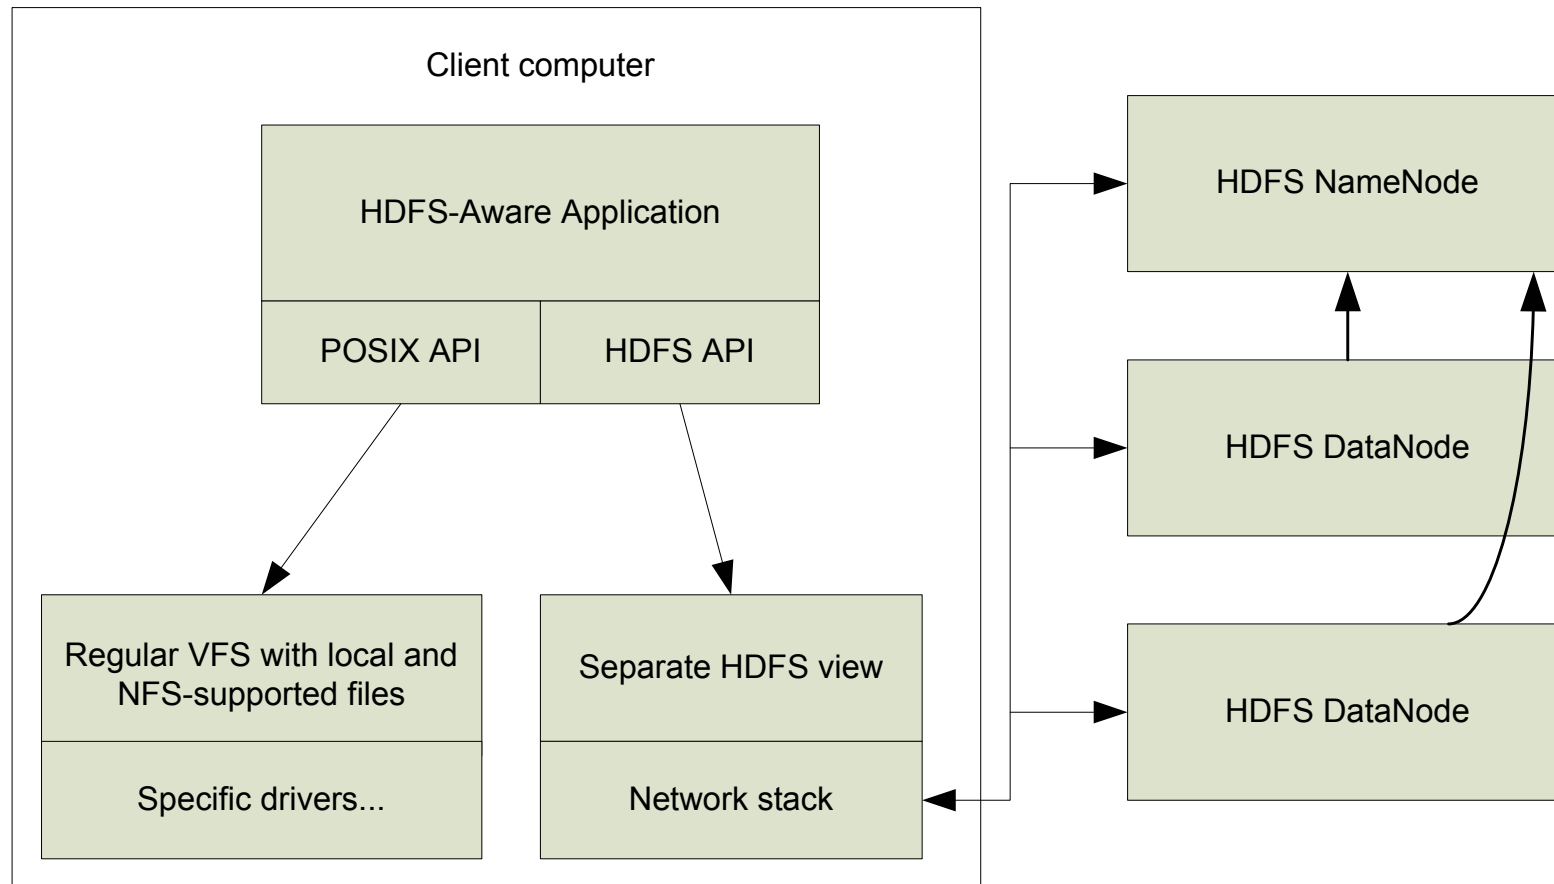 Client computer
HDFS-Aware Application
POSIX API
HDFS API
Regular VFS with local and
NFS-supported files
Specific drivers...
Separate HDFS view
Network stack
HDFS NameNode
HDFS DataNode
HDFS DataNode